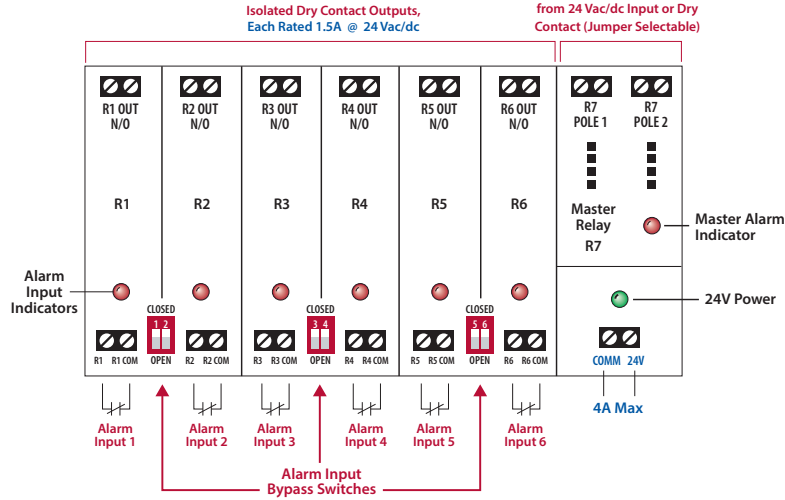 Isolated Dry Contact Outputs,
Each Rated 1.5A @ 24 Vac/dc
from 24 Vac/dc Input or Dry
Contact (Jumper Selectable)
R1 OUT
N/O
R2 OUT
N/O
R3 OUT
N/O
R4 OUT
N/O
R5 OUT
N/O
R6 OUT
N/O
R7
POLE 1
R7
POLE 2
R1
R2
R3
R4
R5
R6
Master
Relay
R7
Master Alarm
Indicator
Alarm
Input
Indicators
24V Power
CLOSED
1 2
OPEN
CLOSED
3 4
OPEN
CLOSED
5 6
OPEN
R1 R1 COM
R2 R2 COM
R3 R3 COM
R4 R4 COM
R5 R5 COM
R6 R6 COM
COMM 24V
4A Max
Alarm
Input 1
Alarm
Input 2
Alarm
Input 3
Alarm
Input 4
Alarm
Input 5
Alarm
Input 6
Alarm Input
Bypass Switches